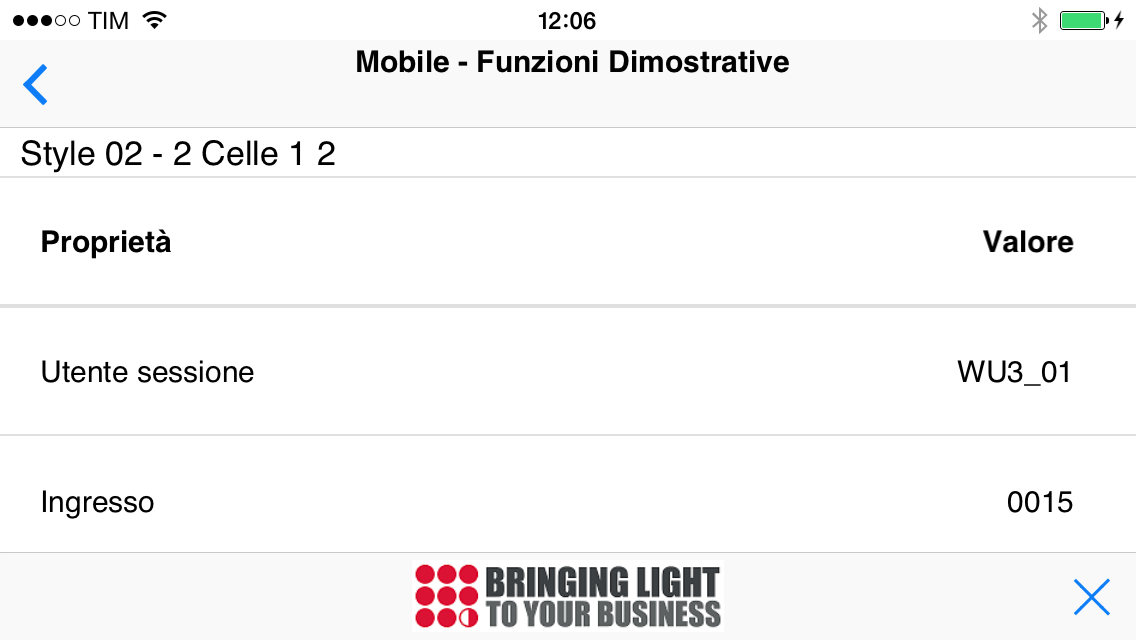 TIM 12:06
Mobile - Funzioni Dimostrative
Style 02 - 2 Celle 1 2
Proprietà Valore
Utente sessione WU3_01
Ingresso 0015
BRINGING LIGHT
TO YOUR BUSINESS